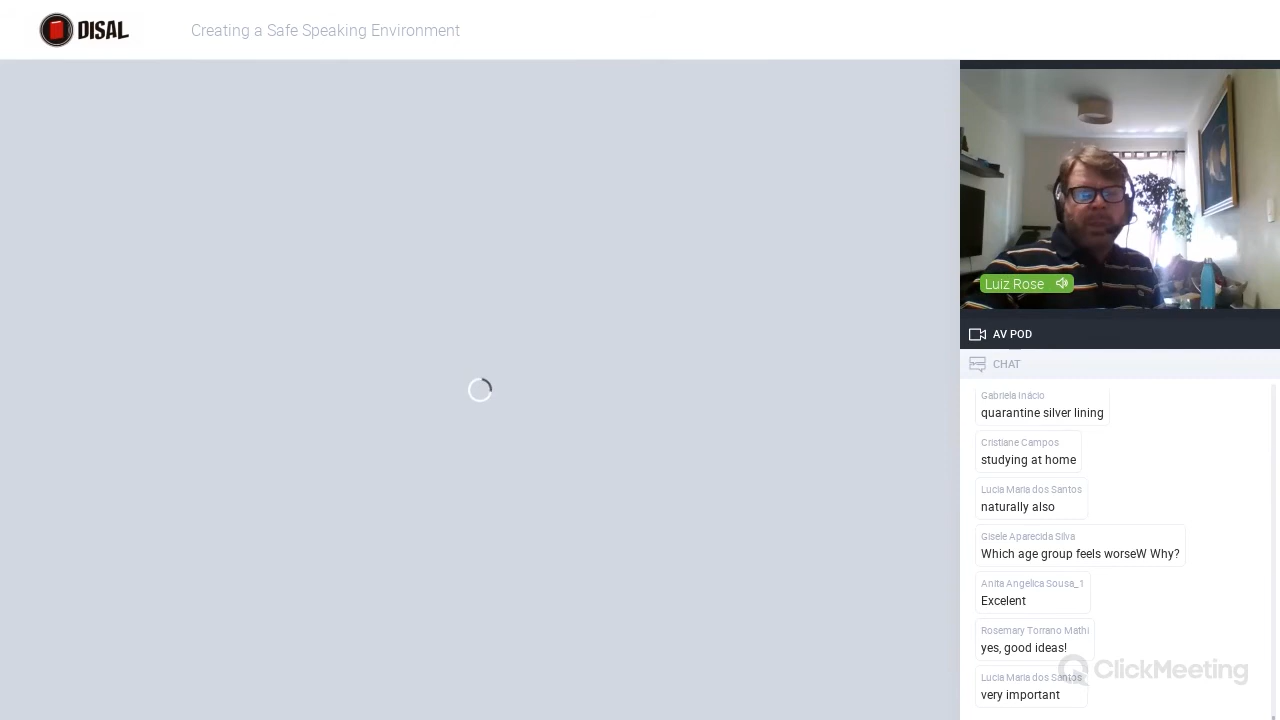 DISAL
Creating a Safe Speaking Environment
Luiz Rose
AV POD
CHAT
Gabriela Inácio
quarantine silver lining
Cristiane Campos
studying at home
Lucia Maria dos Santos
naturally also
Gisele Aparecida Silva
Which age group feels worseW Why?
Anita Angelica Sousa_1
Excelent
Rosemary Torrano Mathi
yes, good ideas!
Lucia Maria dos Santos
very important
ClickMeeting